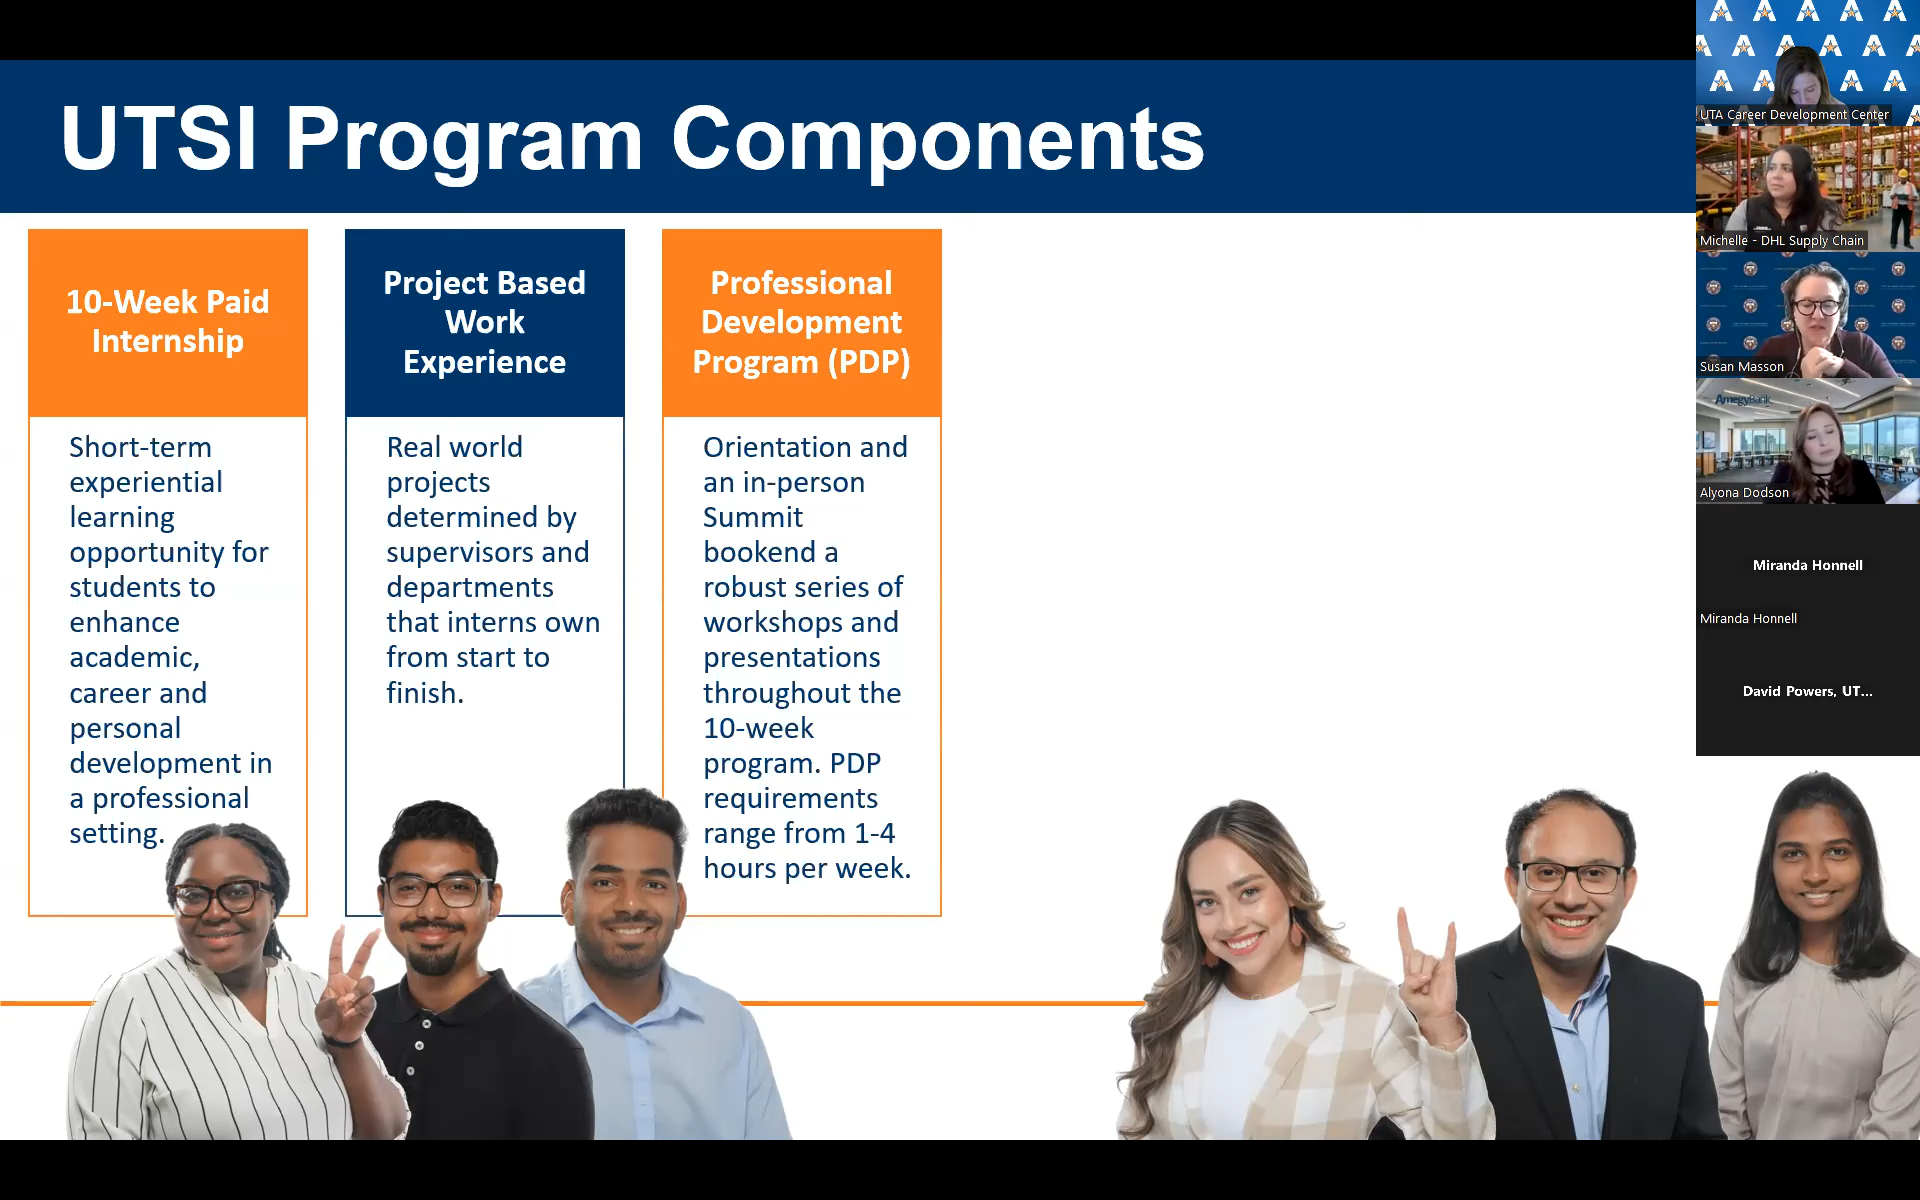 UTSI Program Components
10-Week Paid
Internship
Short-term
experiential
learning
opportunity for
students to
enhance
academic,
career and
personal
development in
a professional
setting.
Project Based
Work
Experience
Real world
projects
determined by
supervisors and
departments
that interns own
from start to
finish.
Professional
Development
Program (PDP)
Orientation and
an in-person
Summit
bookend a
robust series of
workshops and
presentations
throughout the
10-week
program. PDP
requirements
range from 1-4
hours per week.
UTA Career Development Center
Michelle - DHL Supply Chain
Susan Masson
AmegyBank
Alyona Dodson
Miranda Honnell
Miranda Honnell
David Powers, UT...